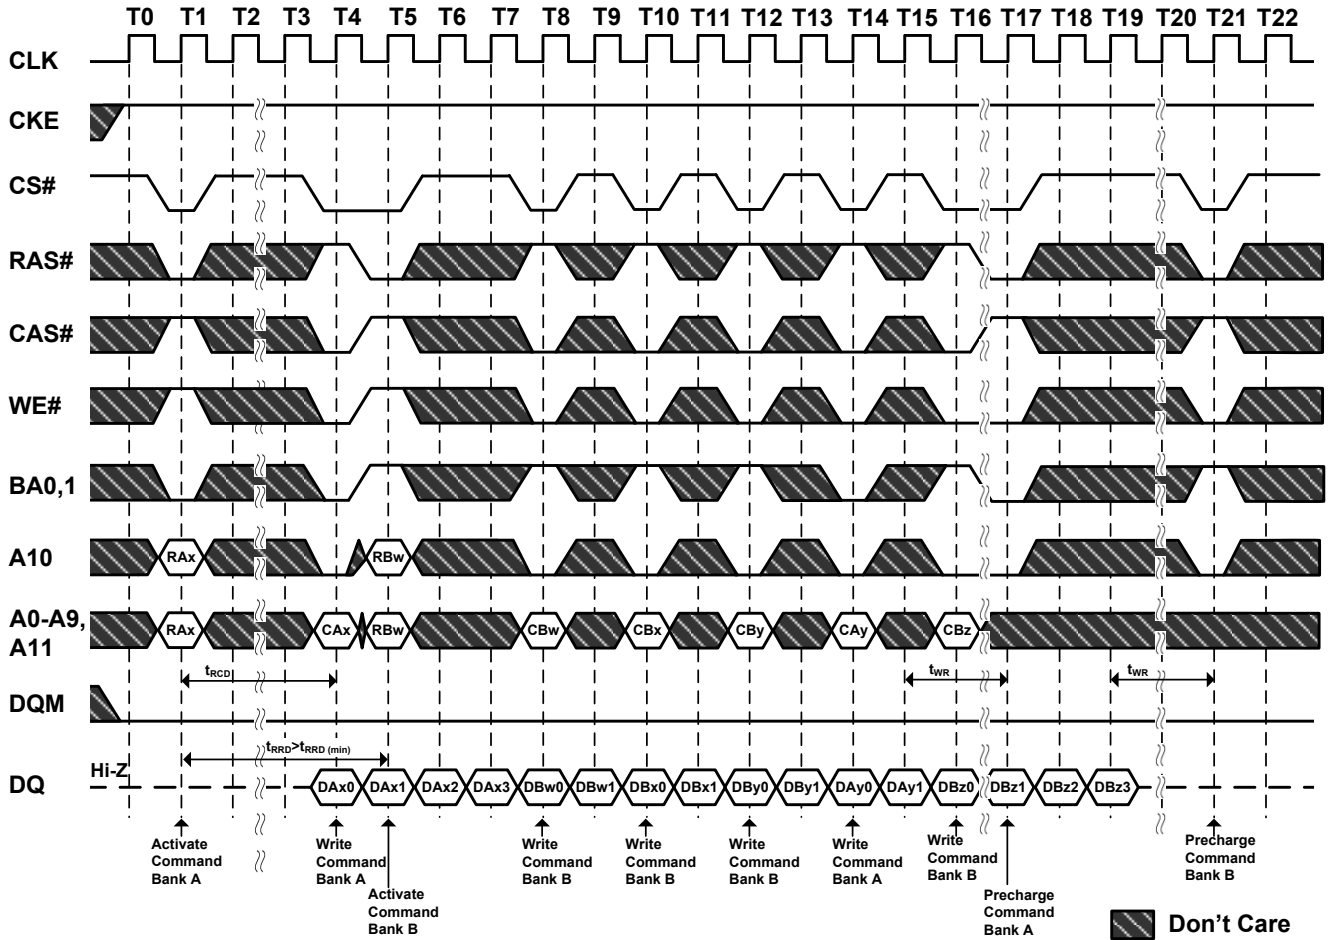 T0 T1 T2 T3 T4 T5 T6 T7 T8 T9 T10 T11 T12 T13 T14 T15 T16 T17 T18 T19 T20 T21 T22
CLK
CKE
CS#
RAS#
CAS#
WE#
BA0,1
A10
RAx RBw
A0-A9,
A11
RAx CAx RBw CBw CBx CBy CAy CBz
tRCD tWR tWR
DQM
tRRD>tRRD (min)
Hi-Z
DQ
DAx0 DAx1 DAx2 DAx3 DBw0 DBw1 DBx0 DBx1 DBy0 DBy1 DAy0 DAy1 DBz0 DBz1 DBz2 DBz3
Activate
Command
Bank A
Write
Command
Bank A
Activate
Command
Bank B
Write
Command
Bank B
Write
Command
Bank B
Write
Command
Bank B
Write
Command
Bank A
Write
Command
Bank B
Precharge
Command
Bank A
Precharge
Command
Bank B
Don't Care